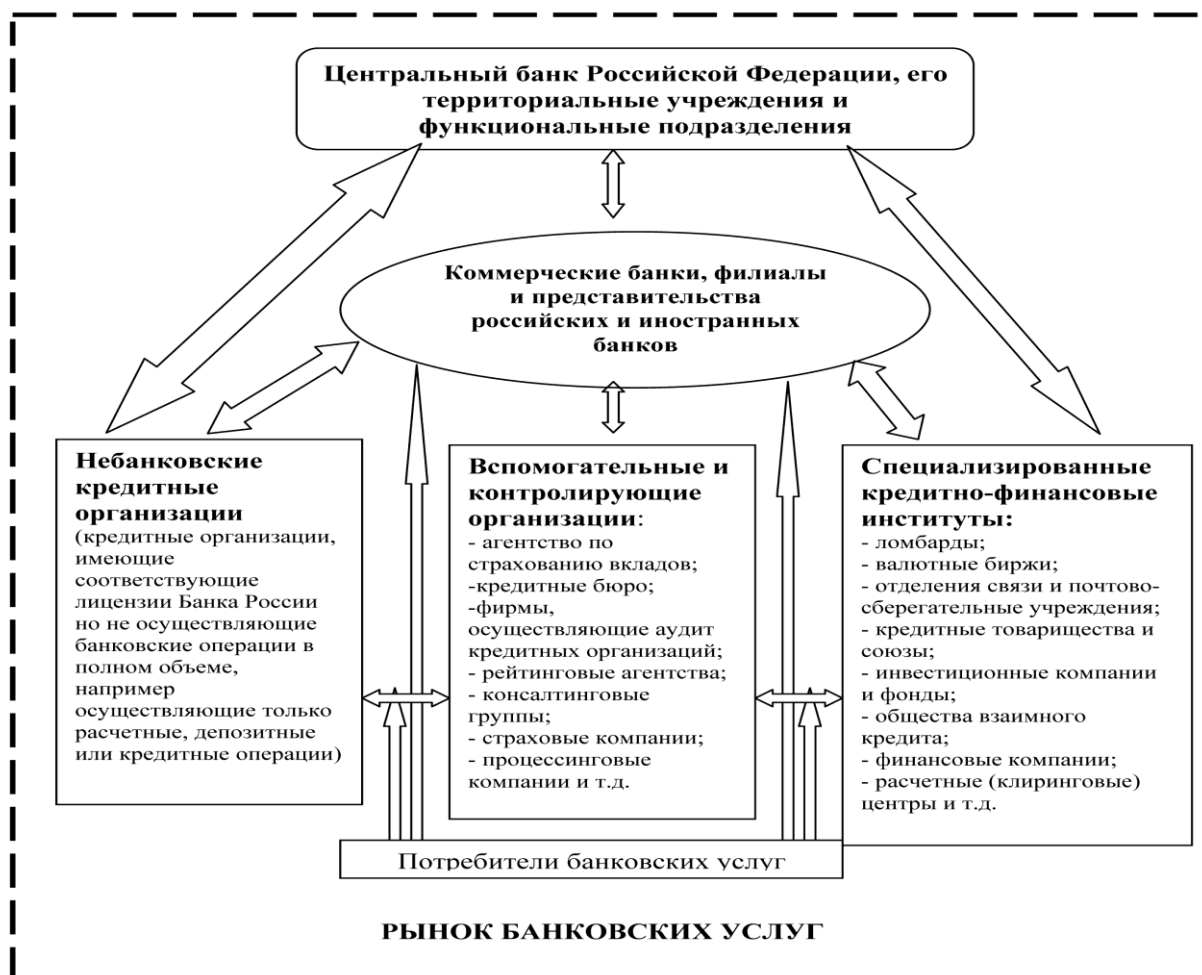 Центральный банк Российской Федерации, его
территориальные учреждения и
функциональные подразделения
Коммерческие банки, филиалы
и представительства
российских и иностранных
банков
Небанковские
кредитные
организации
(кредитные организации,
имеющие
соответствующие
лицензии Банка России
но не осуществляющие
банковские операции в
полном объеме,
например
осуществляющие только
расчетные, депозитные
или кредитные операции)
Вспомогательные и
контролирующие
организации:
- агентство по
страхованию вкладов;
-кредитные бюро;
-фирмы,
осуществляющие аудит
кредитных организаций;
- рейтинговые агентства;
- консалтинговые
группы;
- страховые компании;
- процессинговые
компании и т.д.
Специализированные
кредитно-финансовые
институты:
- ломбарды;
- валютные биржи;
- отделения связи и почтово-
сберегательные учреждения;
- кредитные товарищества и
союзы;
- инвестиционные компании
и фонды;
- общества взаимного
кредита;
- финансовые компании;
- расчетные (клиринговые)
центры и т.д.
Потребители банковских услуг
РЫНОК БАНКОВСКИХ УСЛУГ